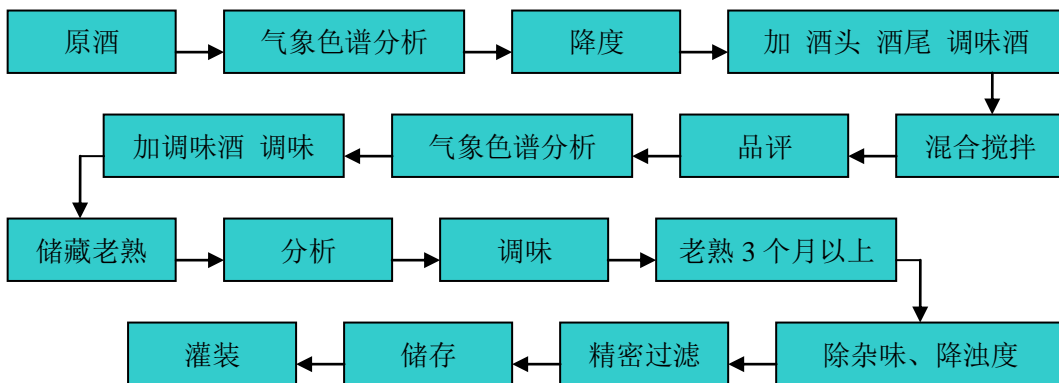 原酒
气象色谱分析
降度
加 酒头 酒尾 调味酒
混合搅拌
品评
气象色谱分析
加调味酒 调味
储藏老熟
分析
调味
老熟 3 个月以上
除杂味、降浊度
精密过滤
储存
灌装